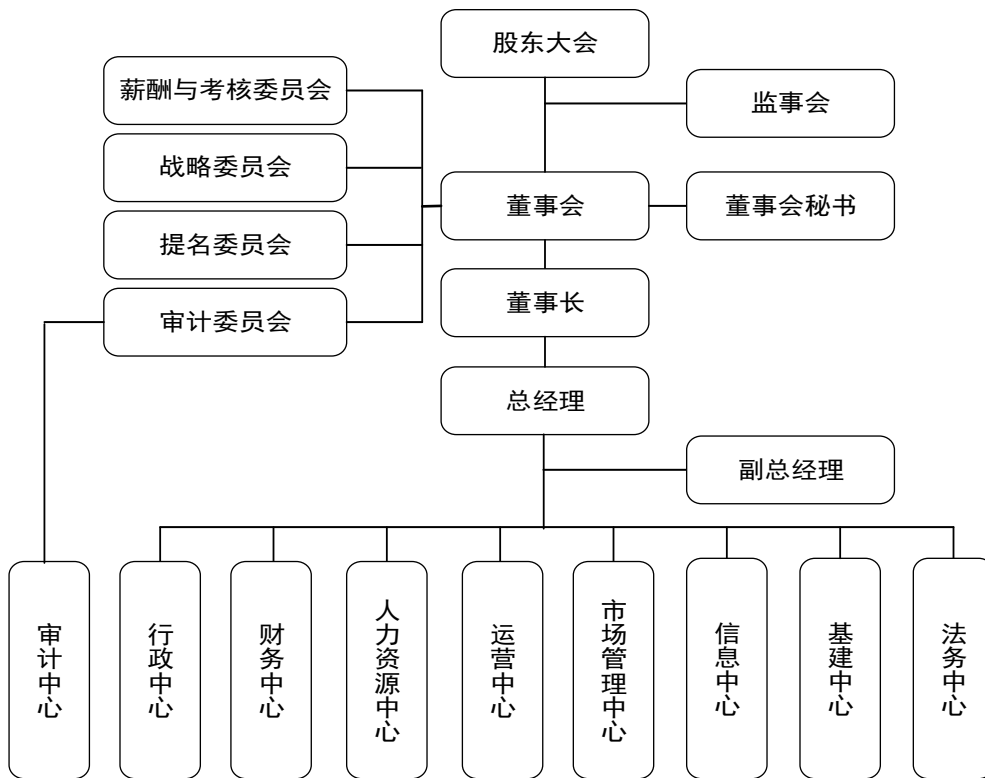 股东大会
薪酬与考核委员会
监事会
战略委员会
董事会
董事会秘书
提名委员会
董事长
审计委员会
总经理
副总经理
审计中心
行政中心
财务中心
人力资源中心
运营中心
市场管理中心
信息中心
基建中心
法务中心